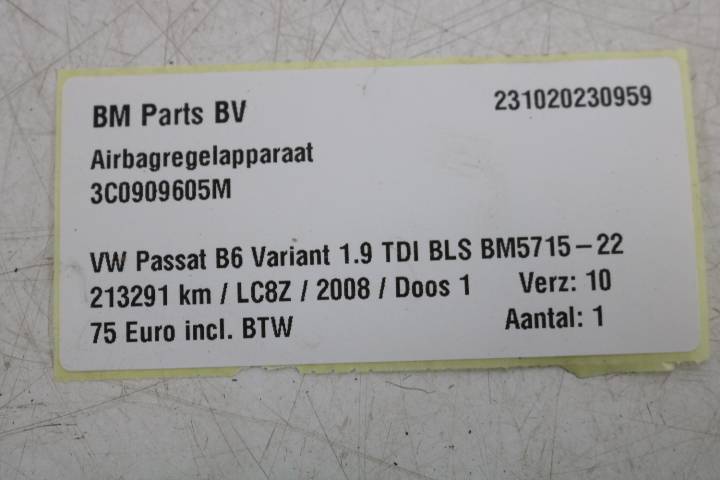 BM Parts BV 231020230959
Airbagregelapparaat
3C0909605M
VW Passat B6 Variant 1.9 TDI BLS BM5715-22
213291 km / LC8Z / 2008 / Doos 1 Verz: 10
75 Euro incl. BTW Aantal: 1